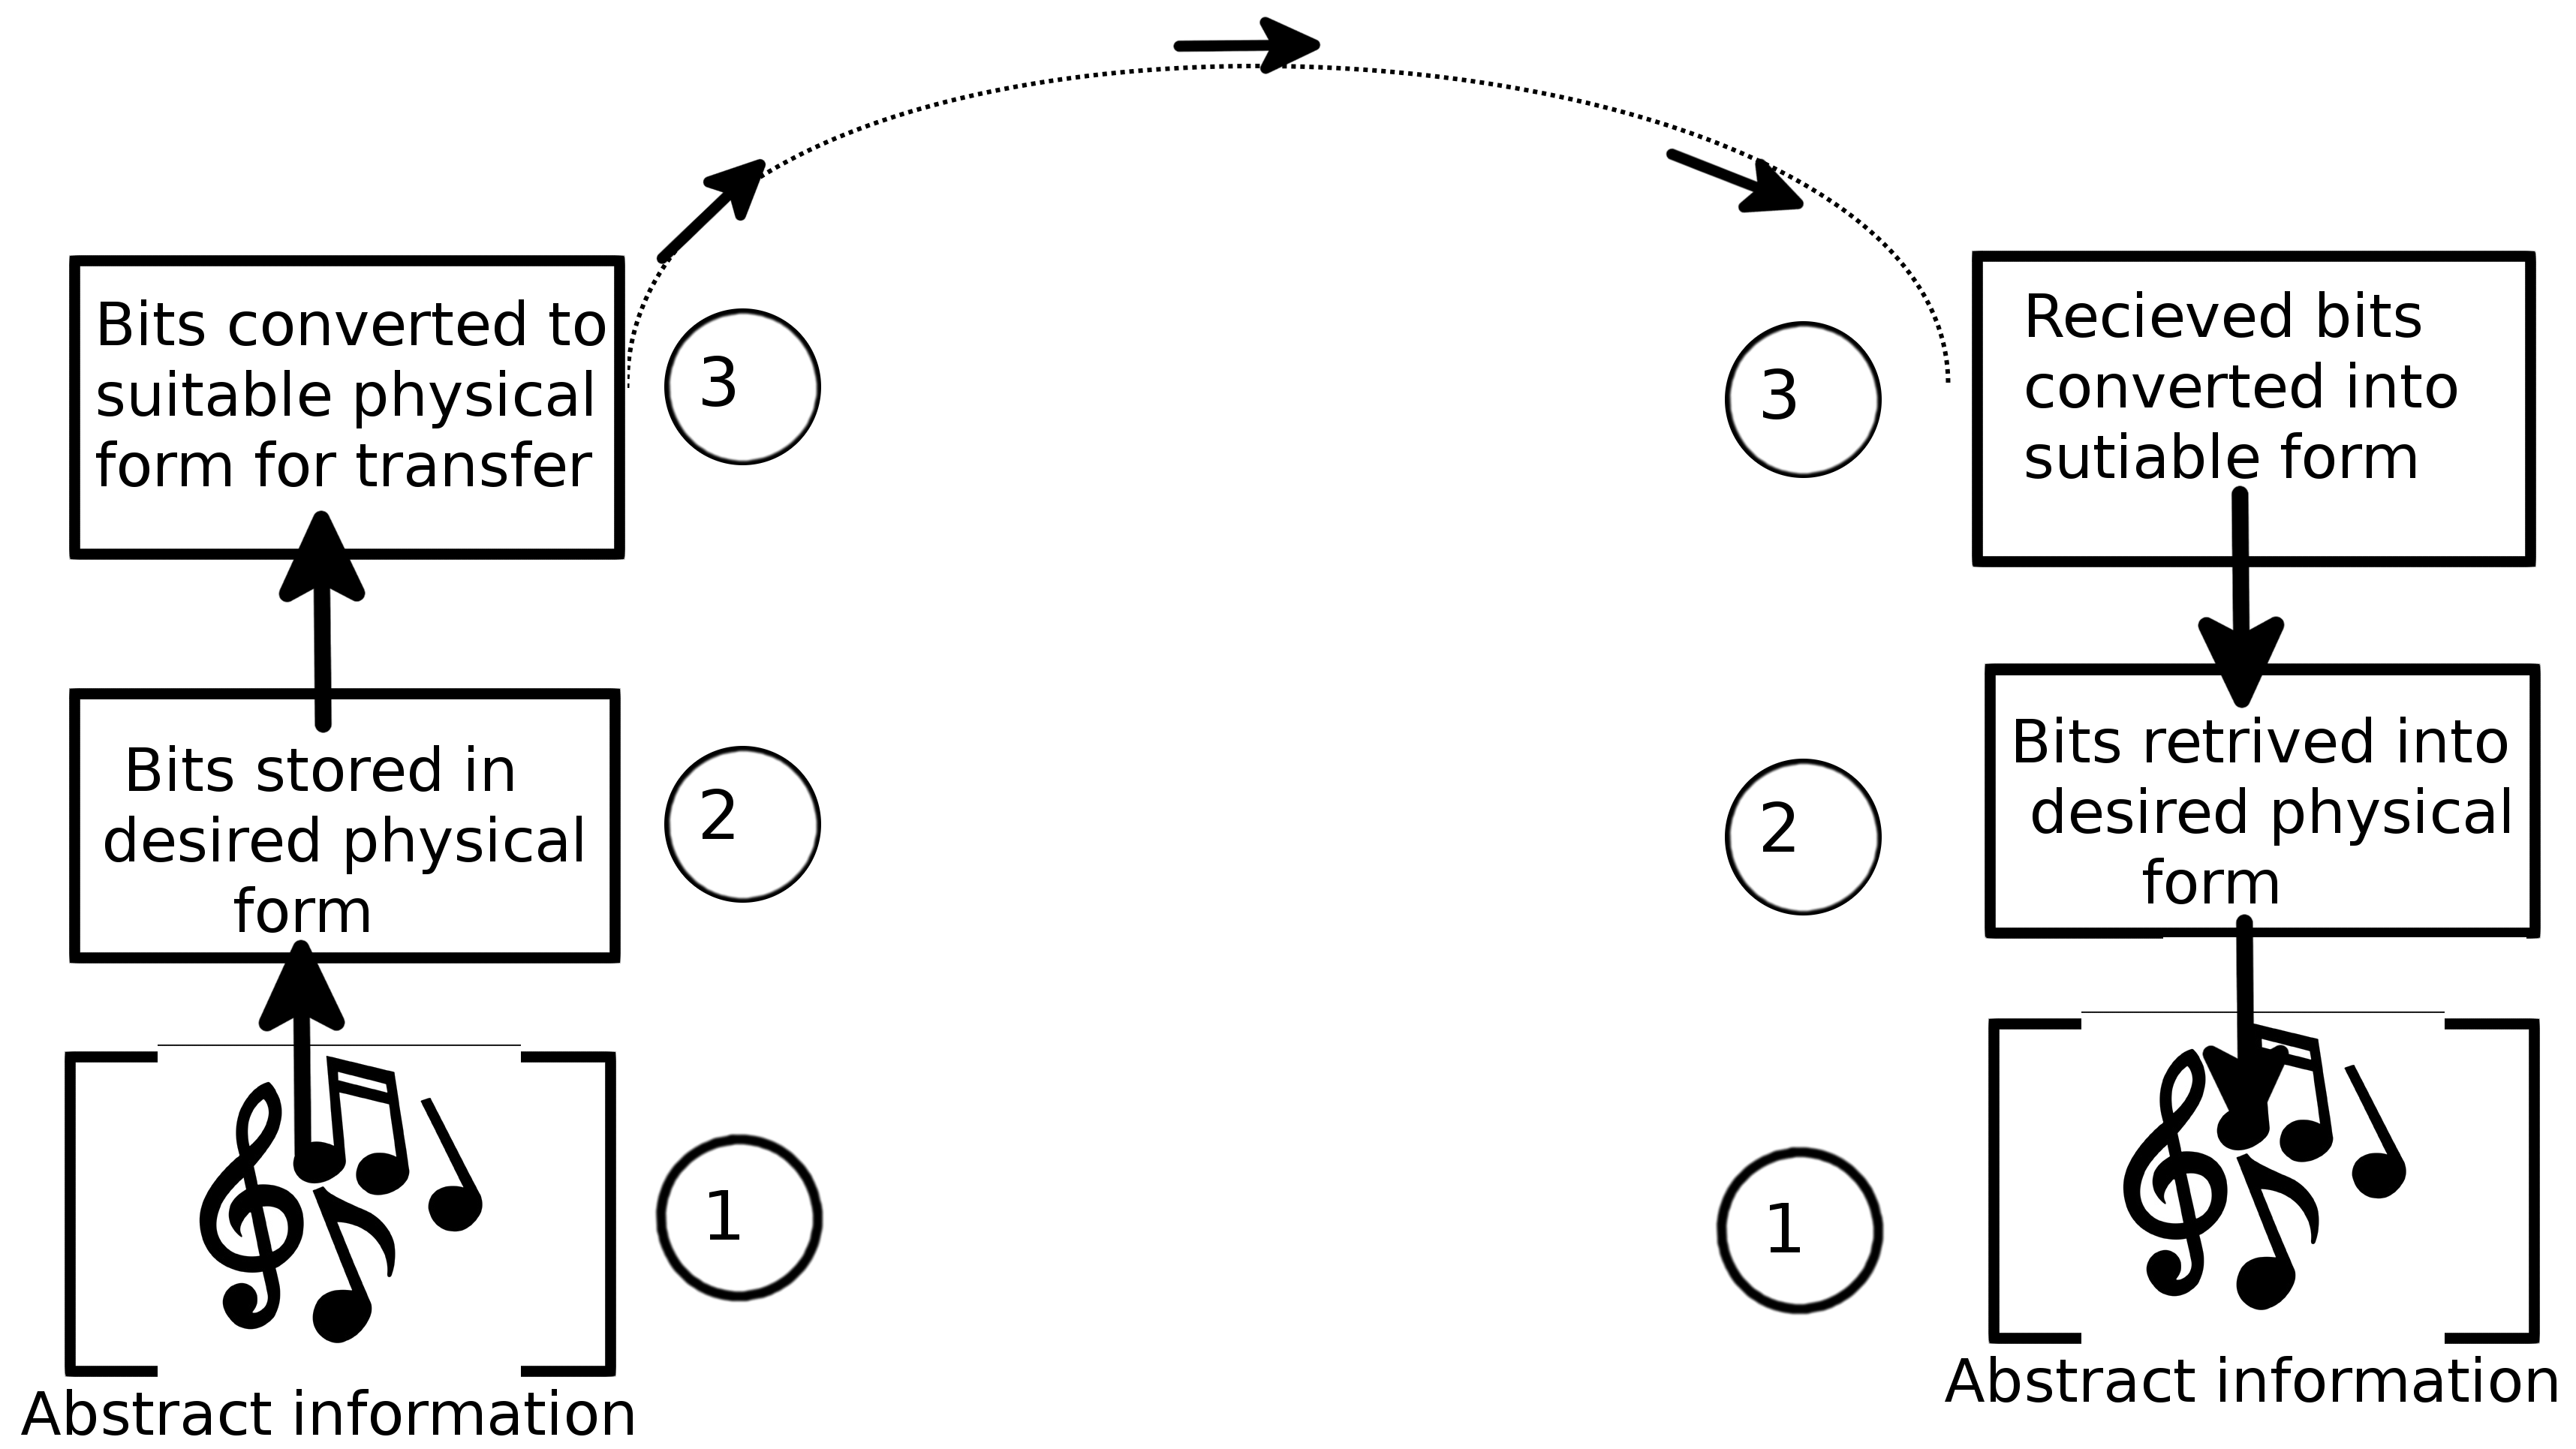 Bits converted to
suitable physical
form for transfer
3
Bits stored in
desired physical
form
2
1
Abstract information
3
Recieved bits
converted into
sutiable form
2
Bits retrived into
desired physical
form
1
Abstract information